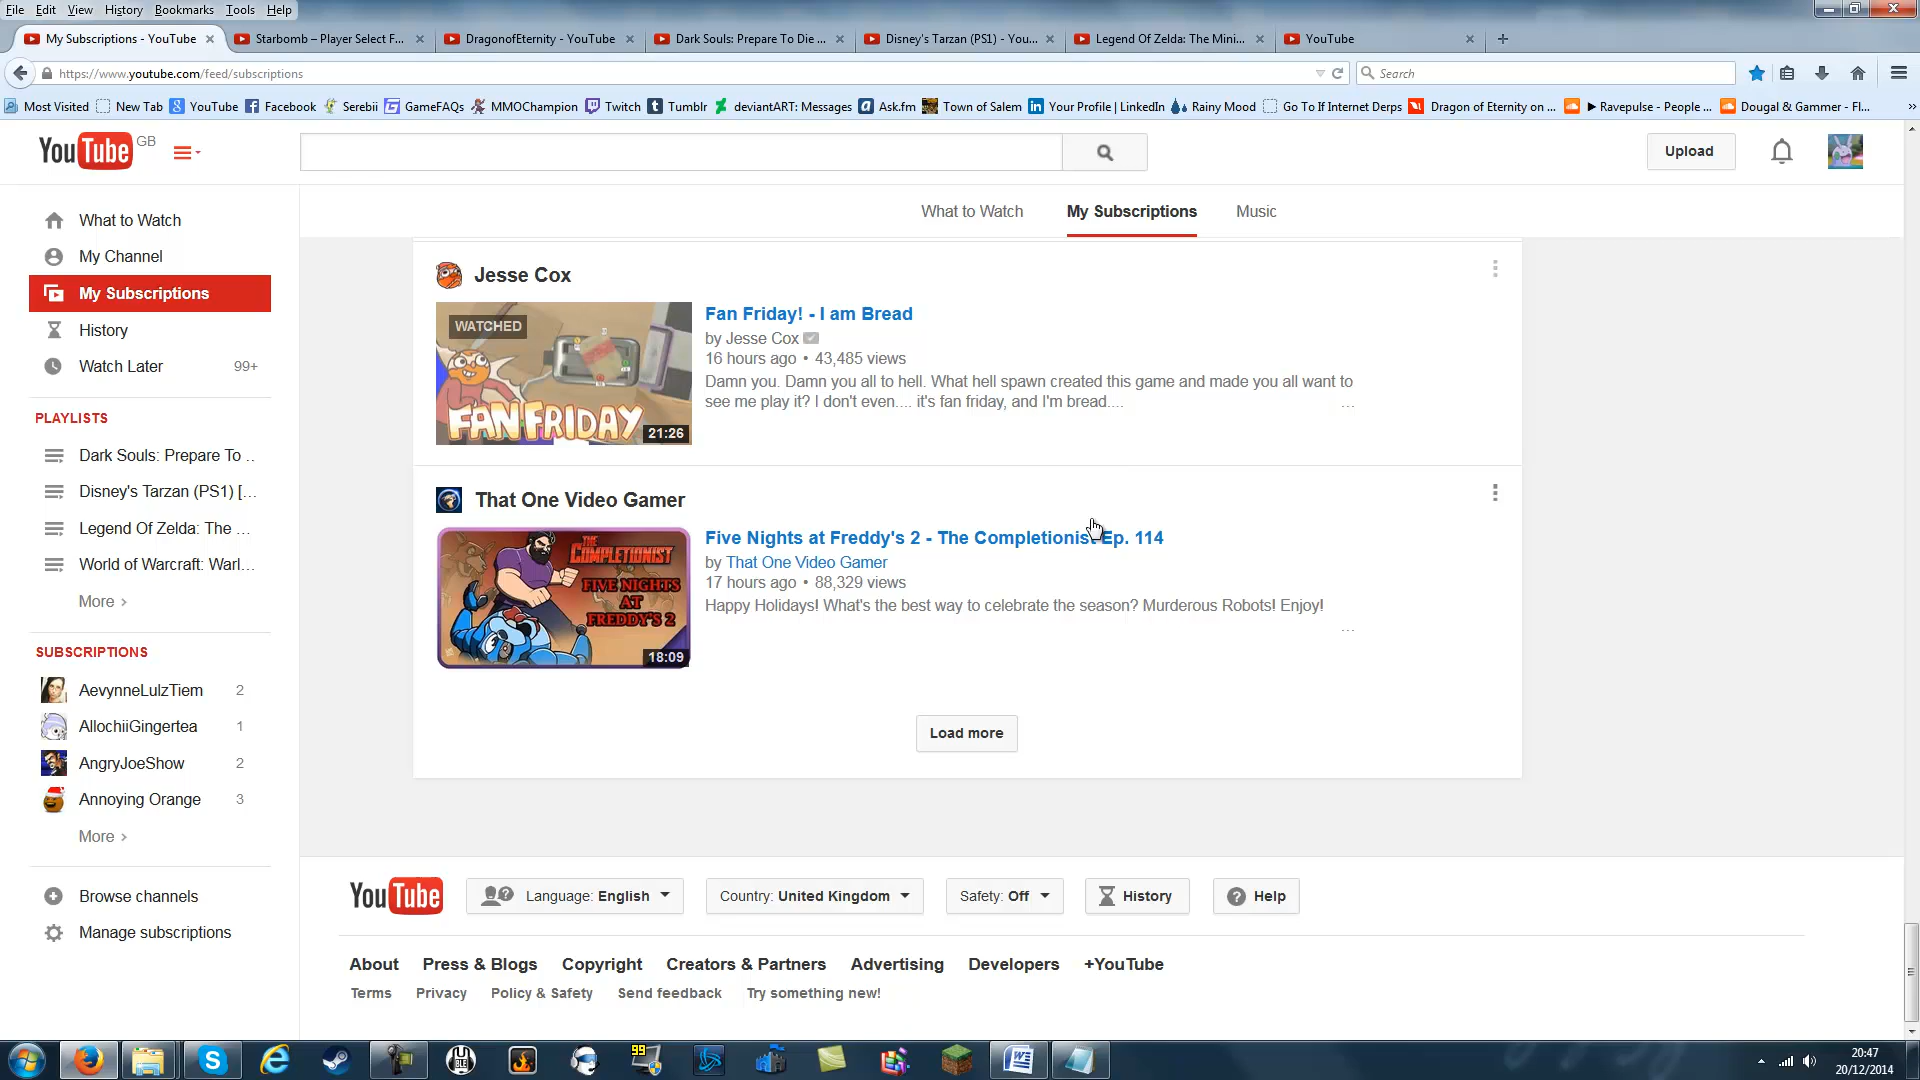 File Edit View History Bookmarks Tools Help
My Subscriptions - YouTube
Starbomb – Player Select F...
DragonofEternity - YouTube
Dark Souls: Prepare To Die ...
Disney's Tarzan (PS1) - You...
Legend Of Zelda: The Mini...
YouTube
https://www.youtube.com/feed/subscriptions
Search
Most Visited New Tab YouTube Facebook Serebii GameFAQs MMOChampion Twitch Tumblr deviantART: Messages Ask.fm Town of Salem Your Profile | LinkedIn Rainy Mood Go To If Internet Derps Dragon of Eternity on ... ▶ Ravepulse - People ... Dougal & Gammer - Fl... »
YouTube GB
Upload
What to Watch
My Subscriptions
Music
What to Watch
My Channel
My Subscriptions
History
Watch Later 99+
PLAYLISTS
Dark Souls: Prepare To ..
Disney's Tarzan (PS1) [...
Legend Of Zelda: The ...
World of Warcraft: Warl...
More ›
SUBSCRIPTIONS
AevynneLulzTiem 2
AllochiiGingertea 1
AngryJoeShow 2
Annoying Orange 3
More ›
Browse channels
Manage subscriptions
Jesse Cox
WATCHED
FAN FRIDAY
21:26
Fan Friday! - I am Bread
by Jesse Cox
16 hours ago • 43,485 views
Damn you. Damn you all to hell. What hell spawn created this game and made you all want to
see me play it? I don't even.... it's fan friday, and I'm bread....
...
That One Video Gamer
THE
COMPLETIONIST
FIVE NIGHTS
AT
FREDDY'S 2
18:09
Five Nights at Freddy's 2 - The Completionist Ep. 114
by That One Video Gamer
17 hours ago • 88,329 views
Happy Holidays! What's the best way to celebrate the season? Murderous Robots! Enjoy!
...
Load more
YouTube
Language: English
Country: United Kingdom
Safety: Off
History
Help
About Press & Blogs Copyright Creators & Partners Advertising Developers +YouTube
Terms Privacy Policy & Safety Send feedback Try something new!
99
20:47
20/12/2014